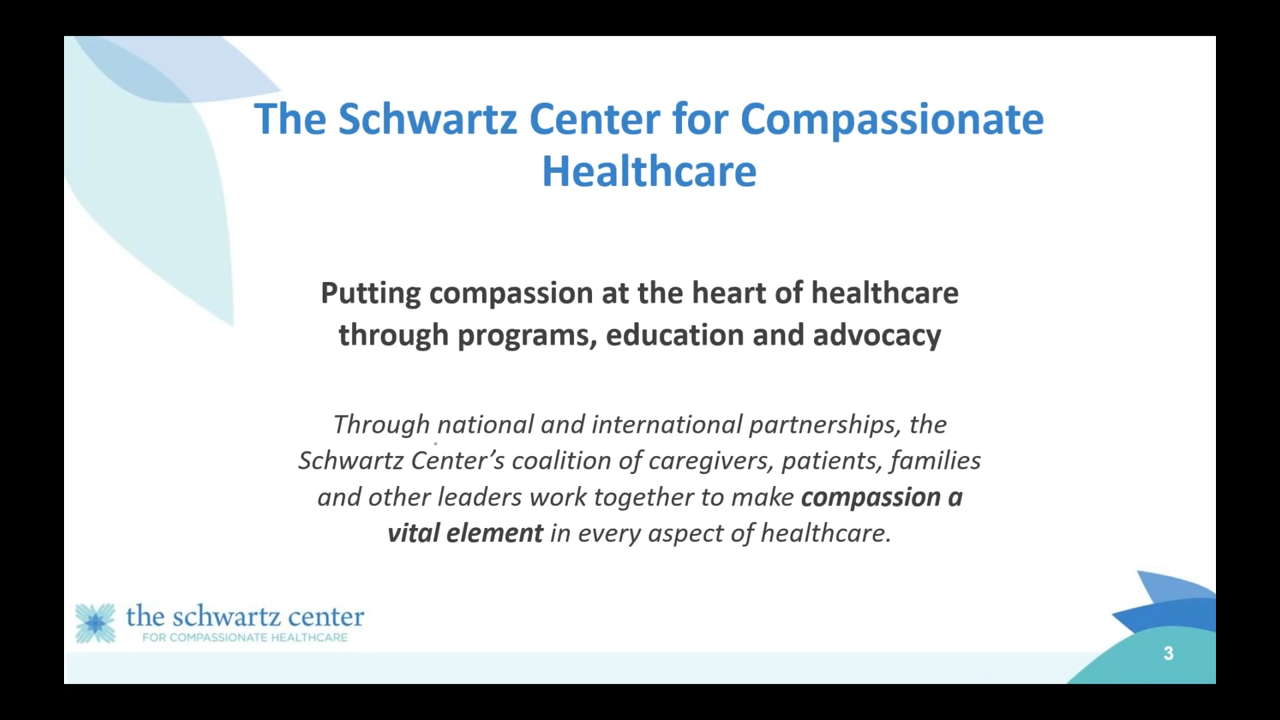 The Schwartz Center for Compassionate
Healthcare
Putting compassion at the heart of healthcare
through programs, education and advocacy
Through national and international partnerships, the
Schwartz Center’s coalition of caregivers, patients, families
and other leaders work together to make compassion a
vital element in every aspect of healthcare.
the schwartz center
FOR COMPASSIONATE HEALTHCARE
3